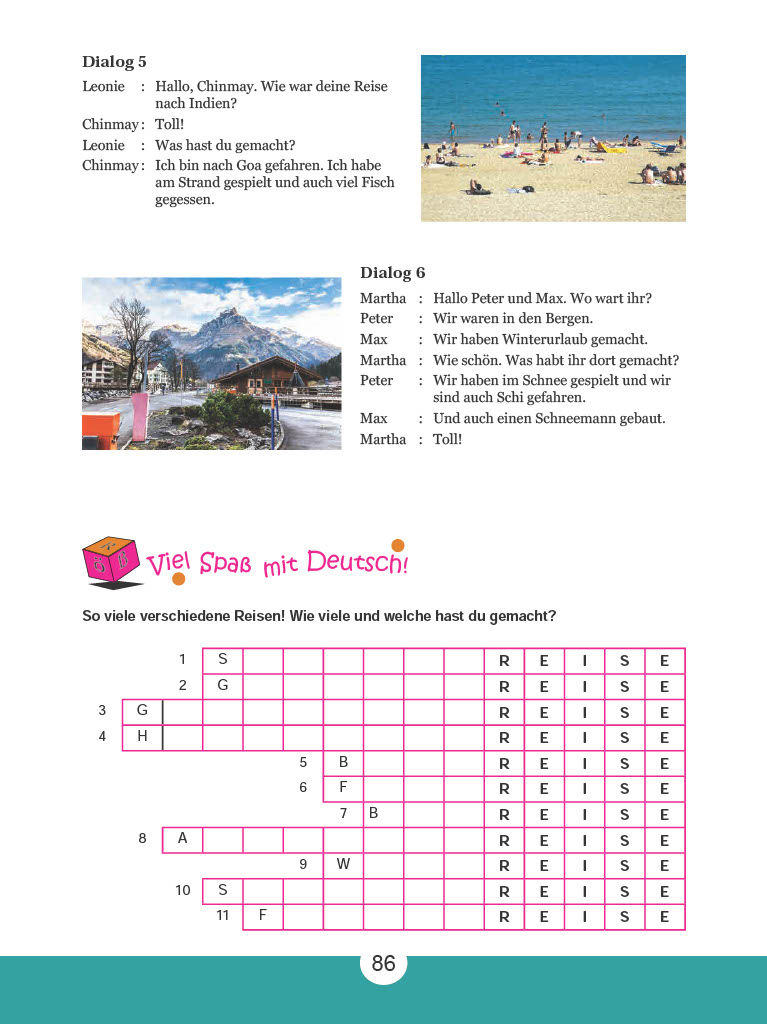 Dialog 5
Leonie : Hallo, Chinmay. Wie war deine Reise
nach Indien?
Chinmay : Toll!
Leonie : Was hast du gemacht?
Chinmay : Ich bin nach Goa gefahren. Ich habe
am Strand gespielt und auch viel Fisch
gegessen.
Dialog 6
Martha : Hallo Peter und Max. Wo wart ihr?
Peter : Wir waren in den Bergen.
Max : Wir haben Winterurlaub gemacht.
Martha : Wie schön. Was habt ihr dort gemacht?
Peter : Wir haben im Schnee gespielt und wir
sind auch Schi gefahren.
Max : Und auch einen Schneemann gebaut.
Martha : Toll!
Viel Spaß mit Deutsch!
So viele verschiedene Reisen! Wie viele und welche hast du gemacht?
1 S R E I S E
2 G R E I S E
3 G R E I S E
4 H R E I S E
5 B R E I S E
6 F R E I S E
7 B R E I S E
8 A R E I S E
9 W R E I S E
10 S R E I S E
11 F R E I S E
86